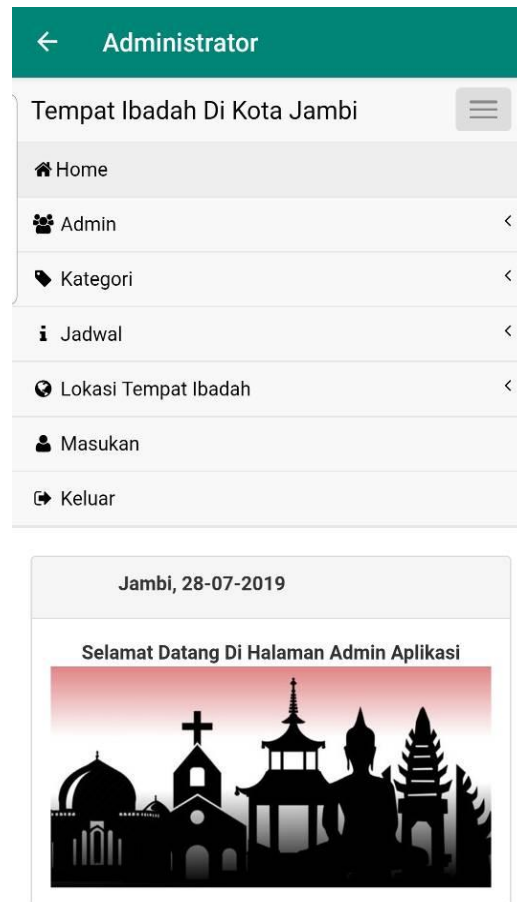 Administrator
Tempat Ibadah Di Kota Jambi
Home
Admin
Kategori
Jadwal
Lokasi Tempat Ibadah
Masukan
Keluar
Jambi, 28-07-2019
Selamat Datang Di Halaman Admin Aplikasi